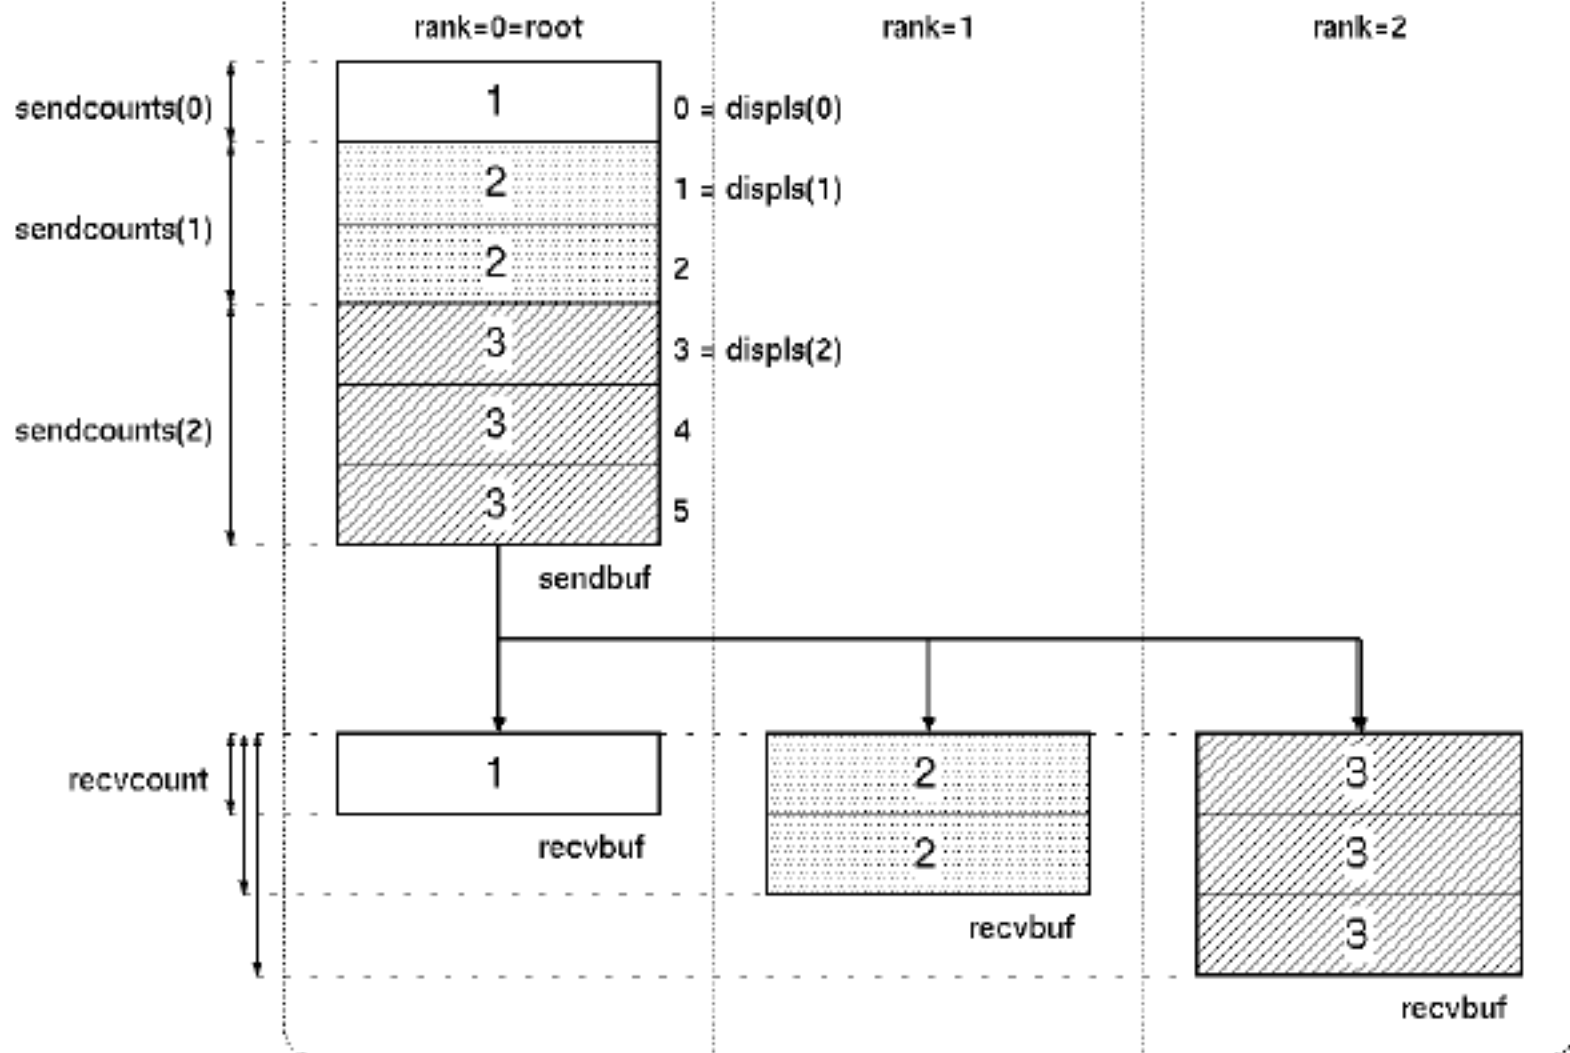 rank=0=root rank=1 rank=2
sendcounts(0) 1 0 = displs(0)
2 1 = displs(1)
sendcounts(1)
2 2
3 3 = displs(2)
sendcounts(2) 3 4
3 5
sendbuf
recvcount 1 2 3
recvbuf 2 3
recvbuf 3
recvbuf